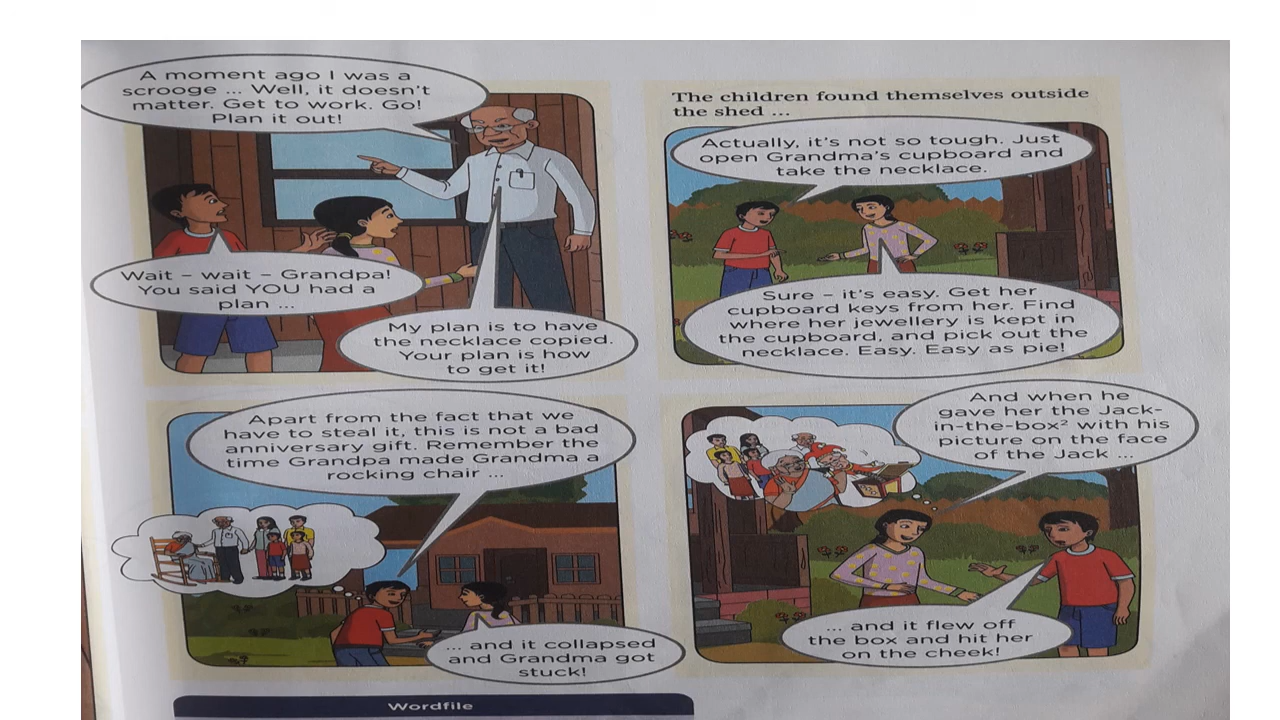 A moment ago I was a
scrooge ... Well, it doesn't
matter. Get to work. Go!
Plan it out!
Wait – wait – Grandpa!
You said YOU had a
plan ...
My plan is to have
the necklace copied.
Your plan is how
to get it!
The children found themselves outside
the shed ...
Actually, it's not so tough. Just
open Grandma's cupboard and
take the necklace.
Sure – it's easy. Get her
cupboard keys from her. Find
where her jewellery is kept in
the cupboard, and pick out the
necklace. Easy. Easy as pie!
Apart from the fact that we
have to steal it, this is not a bad
anniversary gift. Remember the
time Grandpa made Grandma a
rocking chair ...
... and it collapsed
and Grandma got
stuck!
And when he
gave her the Jack-
in-the-box² with his
picture on the face
of the Jack ...
... and it flew off
the box and hit her
on the cheek!
Wordfile